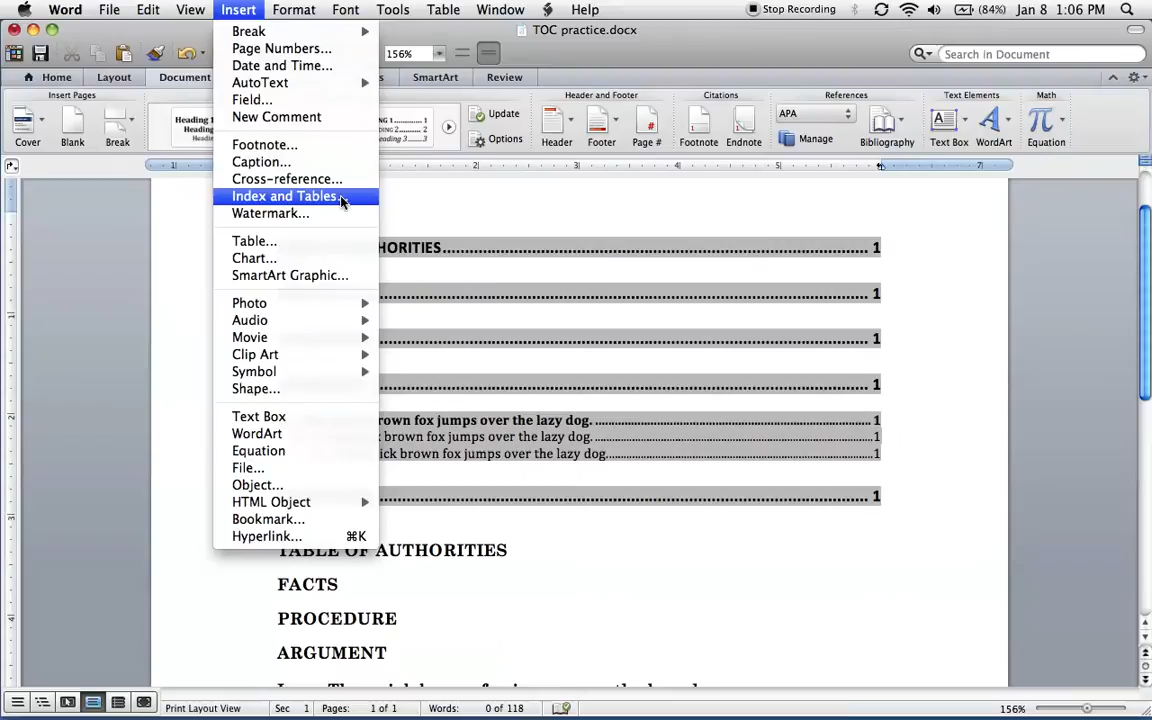 Word File Edit View Insert Format Font Tools Table Window Help Stop Recording (84%) Jan 8 1:06 PM
TOC practice.docx
156% Search in Document
Home Layout Document SmartArt Review
Insert Pages Header and Footer Citations References Text Elements Math
Cover Blank Break
Heading 1
Heading
Update
Options
Header Footer Page #
Footnote Endnote
APA
Manage
Bibliography
Text Box WordArt
Equation
Break
Page Numbers...
Date and Time...
AutoText
Field...
New Comment
Footnote...
Caption...
Cross-reference...
Index and Tables...
Watermark...
Table...
Chart...
SmartArt Graphic...
Photo
Audio
Movie
Clip Art
Symbol
Shape...
Text Box
WordArt
Equation
File...
Object...
HTML Object
Bookmark...
Hyperlink... ⌘K
HORITIES 1
1
1
1
rown fox jumps over the lazy dog. 1
brown fox jumps over the lazy dog. 1
ick brown fox jumps over the lazy dog. 1
1
TABLE OF AUTHORITIES
FACTS
PROCEDURE
ARGUMENT
Print Layout View Sec 1 Pages: 1 of 1 Words: 0 of 118 156%